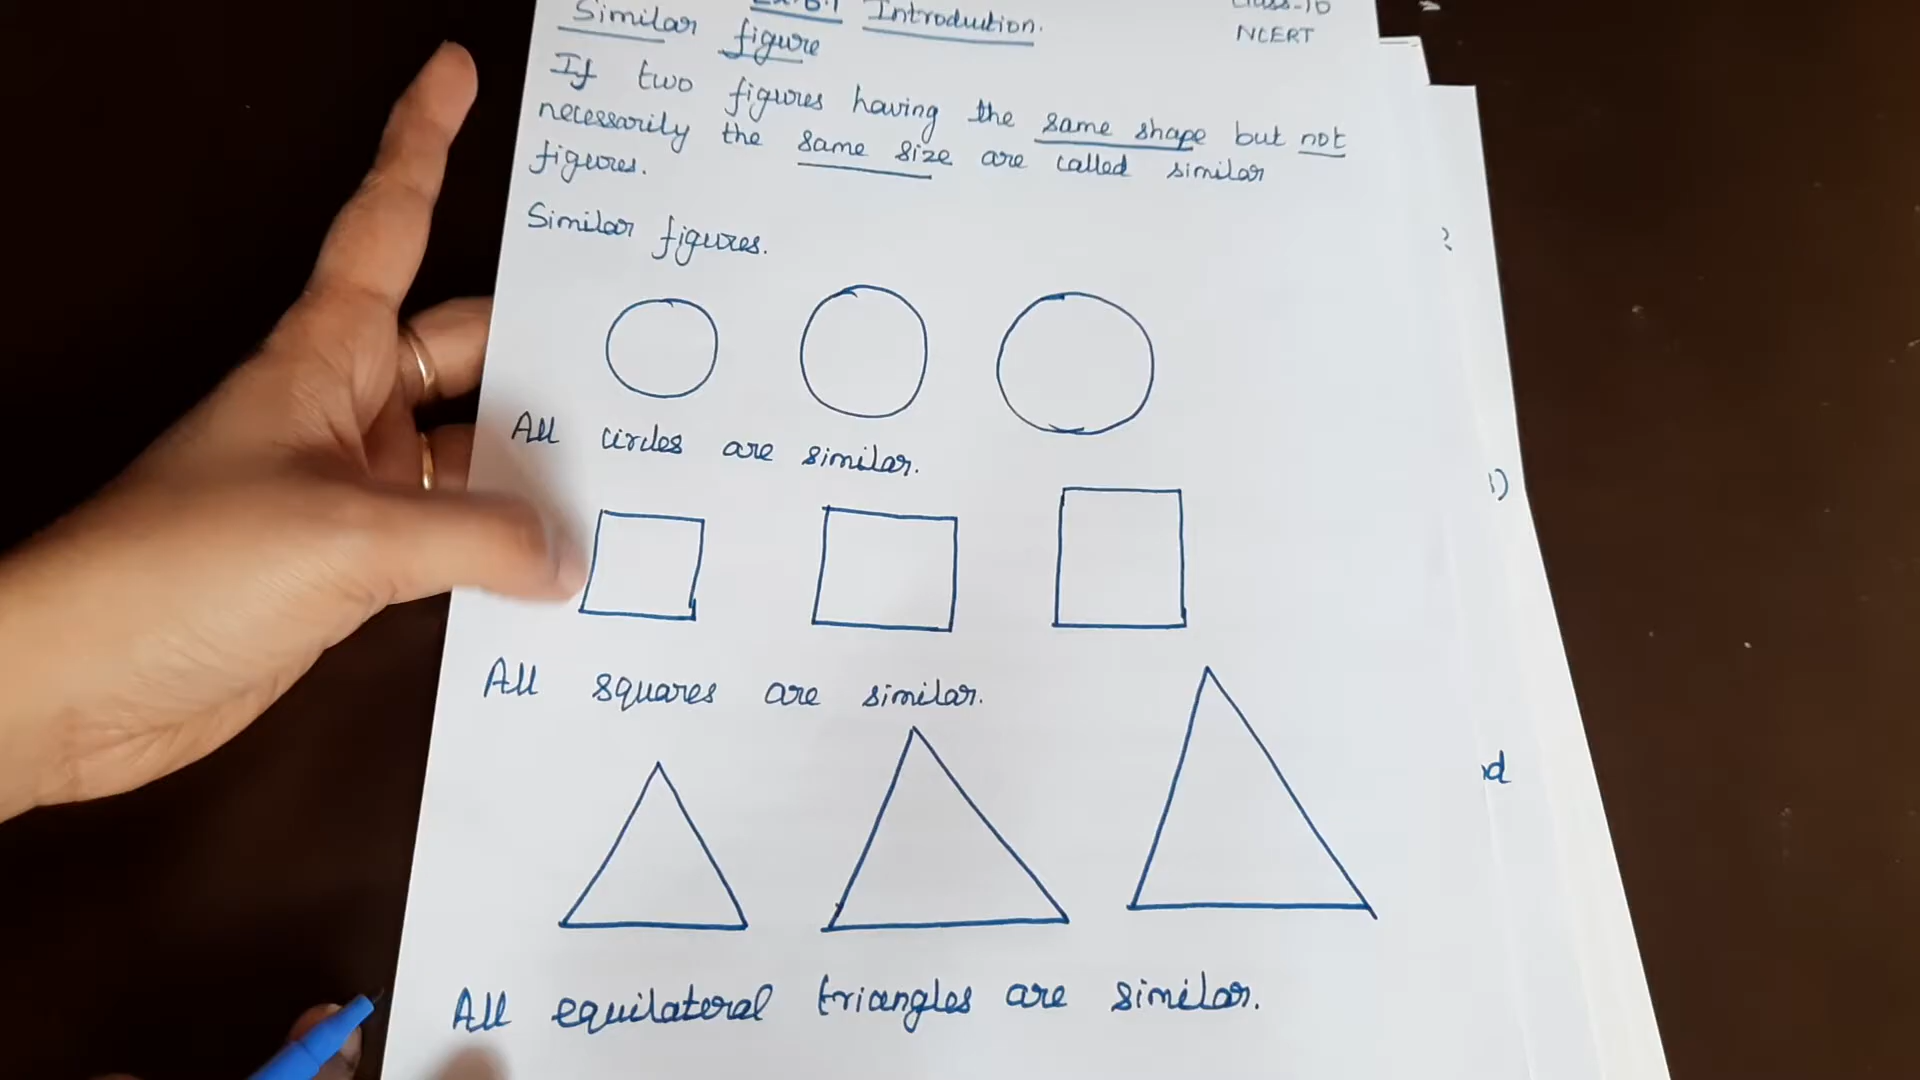 Introduction.
NCERT
Similar figure
If two figures having the same shape but not
necessarily the same size are called similar
figures.
Similar figures.
All circles are similar.
All squares are similar.
All equilateral triangles are similar.
1)
d